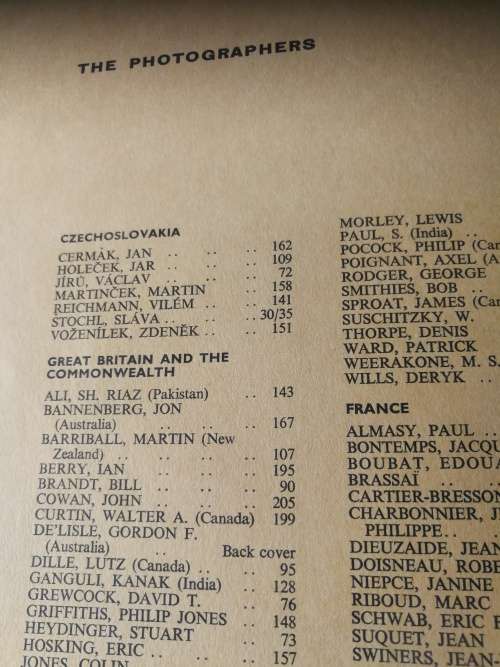 THE PHOTOGRAPHERS
CZECHOSLOVAKIA
CERMÁK, JAN .. .. .. 162
HOLEČEK, JAR .. .. .. 109
JÍRŮ, VÁCLAV .. .. .. 72
MARTINČEK, MARTIN .. 158
REICHMANN, VILÉM .. .. 141
STOCHL, SLÁVA .. .. .. 30/35
VOŽENÍLEK, ZDENĚK .. .. 151
GREAT BRITAIN AND THE
COMMONWEALTH
ALI, SH. RIAZ (Pakistan) .. 143
BANNENBERG, JON
(Australia) .. .. .. 167
BARRIBALL, MARTIN (New
Zealand) .. .. .. .. 107
BERRY, IAN .. .. .. 195
BRANDT, BILL .. .. .. 90
COWAN, JOHN .. .. .. 205
CURTIN, WALTER A. (Canada) 199
DE'LISLE, GORDON F.
(Australia) .. Back cover
DILLE, LUTZ (Canada) .. .. 95
GANGULI, KANAK (India) .. 128
GREWCOCK, DAVID T. .. 76
GRIFFITHS, PHILIP JONES .. 148
HEYDINGER, STUART .. 73
HOSKING, ERIC .. .. .. 157
JONES, COLIN
MORLEY, LEWIS
PAUL, S. (India) ..
POCOCK, PHILIP (Can
POIGNANT, AXEL (A
RODGER, GEORGE
SMITHIES, BOB ..
SPROAT, JAMES (Can
SUSCHITZKY, W.
THORPE, DENIS
WARD, PATRICK
WEERAKONE, M. S.
WILLS, DERYK ..
FRANCE
ALMASY, PAUL ..
BONTEMPS, JACQU
BOUBAT, EDOUA
BRASSAÏ .. ..
CARTIER-BRESSON
CHARBONNIER, J
PHILIPPE .. ..
DIEUZAIDE, JEAN
DOISNEAU, ROBE
NIEPCE, JANINE
RIBOUD, MARC
SCHWAB, ERIC
SUQUET, JEAN
SWINERS, JEAN-